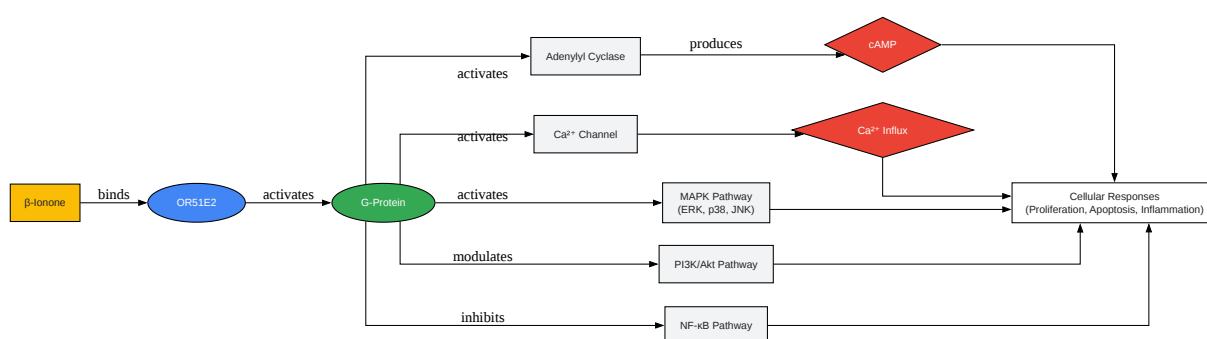 β-Ionone
binds
OR51E2
activates
G-Protein
activates
Adenylyl Cyclase
produces
cAMP
activates
Ca²⁺ Channel
Ca²⁺ Influx
activates
MAPK Pathway
(ERK, p38, JNK)
modulates
PI3K/Akt Pathway
inhibits
NF-κB Pathway
Cellular Responses
(Proliferation, Apoptosis, Inflammation)